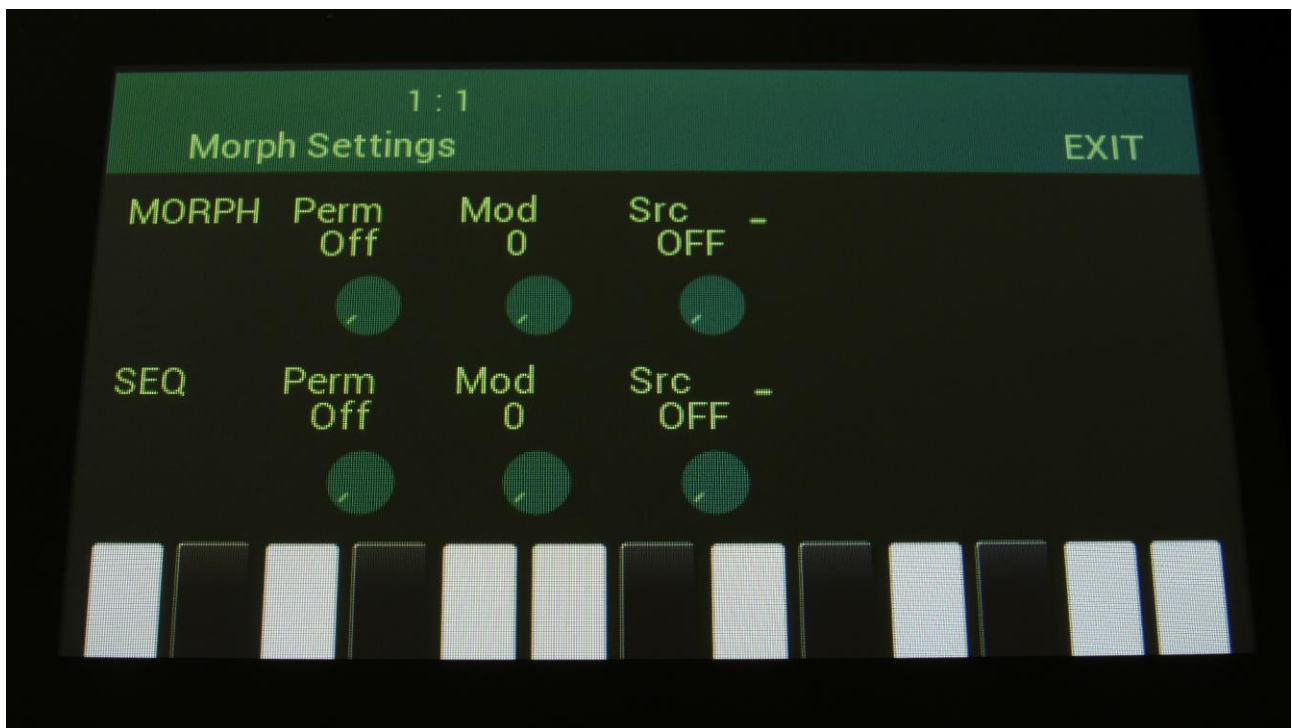 1 : 1
Morph Settings EXIT
MORPH Perm Mod Src -
Off 0 OFF
SEQ Perm Mod Src -
Off 0 OFF